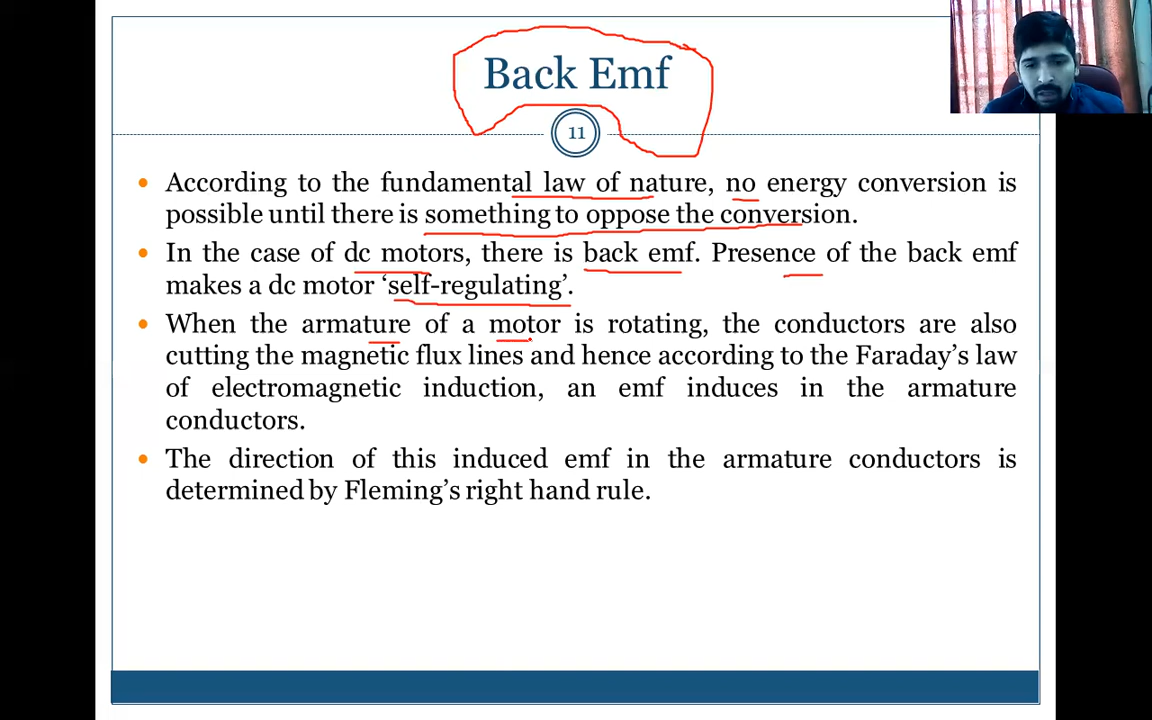 Back Emf
11
• According to the fundamental law of nature, no energy conversion is
possible until there is something to oppose the conversion.
• In the case of dc motors, there is back emf. Presence of the back emf
makes a dc motor ‘self-regulating’.
• When the armature of a motor is rotating, the conductors are also
cutting the magnetic flux lines and hence according to the Faraday’s law
of electromagnetic induction, an emf induces in the armature
conductors.
• The direction of this induced emf in the armature conductors is
determined by Fleming’s right hand rule.